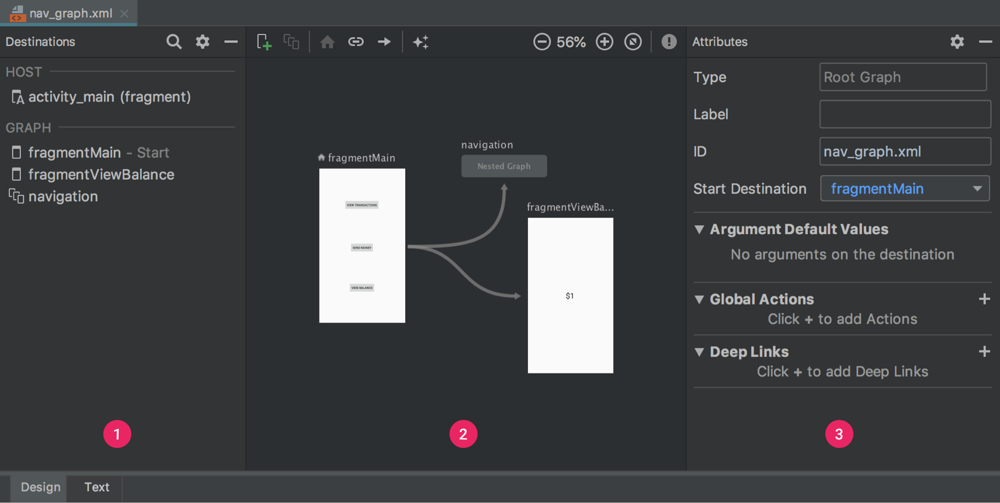 nav_graph.xml
Destinations
56%
Attributes
HOST
activity_main (fragment)
GRAPH
fragmentMain - Start
fragmentViewBalance
navigation
fragmentMain
VIEW TRANSACTIONS
SEND MONEY
VIEW BALANCE
navigation
Nested Graph
fragmentViewBa...
$1
Type
Root Graph
Label
ID
nav_graph.xml
Start Destination
fragmentMain
Argument Default Values
No arguments on the destination
Global Actions
Click + to add Actions
Deep Links
Click + to add Deep Links
1
2
3
Design
Text